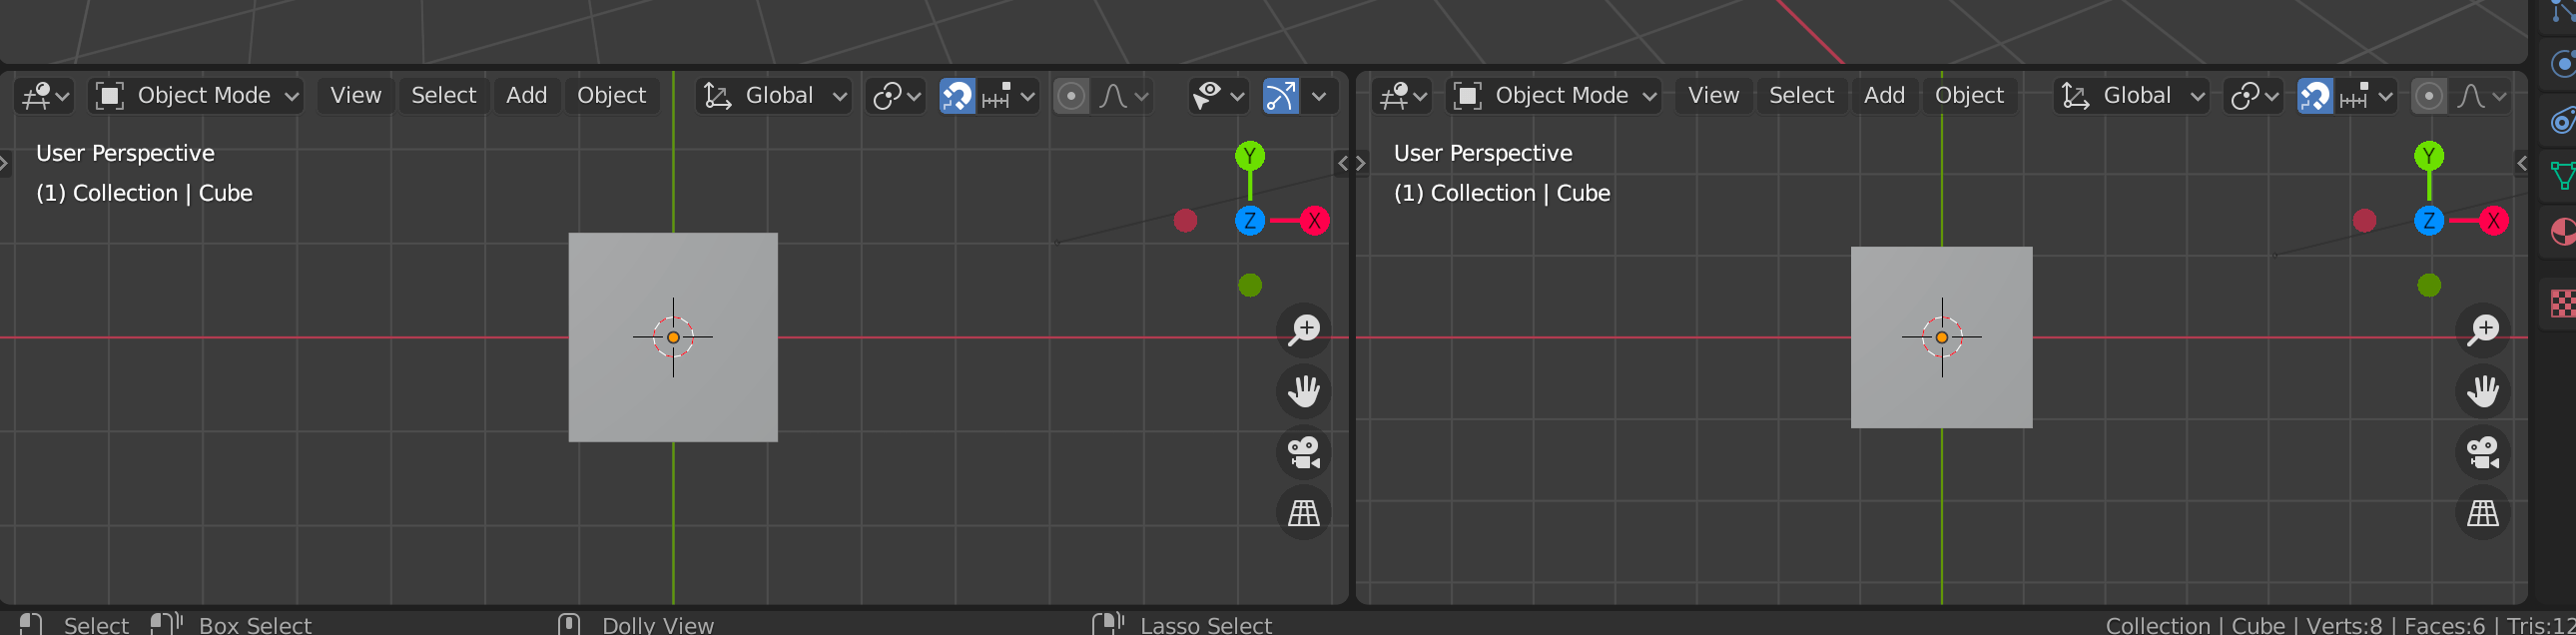 Object Mode View Select Add Object Global
User Perspective
(1) Collection | Cube
Y
Z X
Object Mode View Select Add Object Global
User Perspective
(1) Collection | Cube
Y
Z X
Select Box Select Dolly View Lasso Select Collection | Cube | Verts:8 | Faces:6 | Tris:12